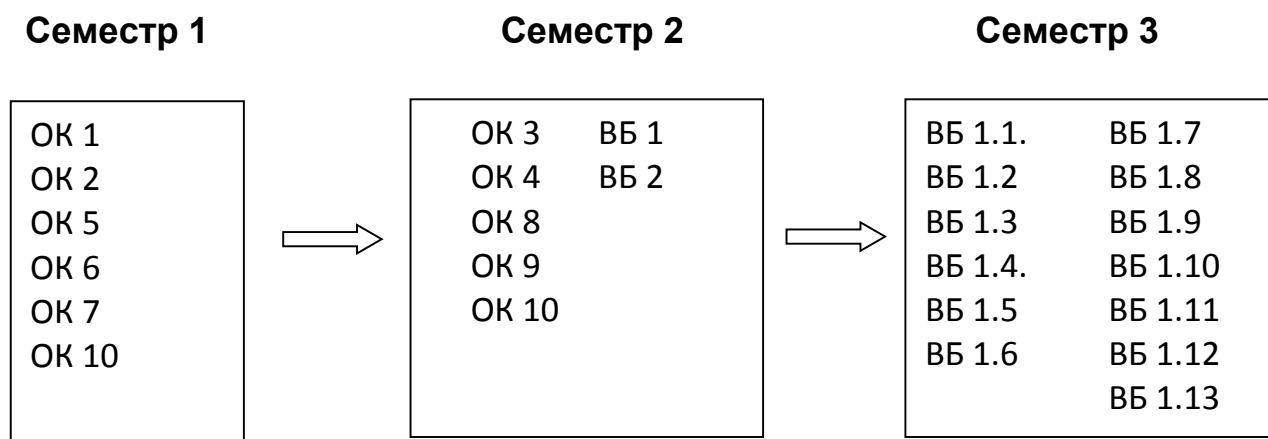 Семестр 1
Семестр 2
Семестр 3
ОК 1
ОК 2
ОК 5
ОК 6
ОК 7
ОК 10
ОК 3 ВБ 1
ОК 4 ВБ 2
ОК 8
ОК 9
ОК 10
ВБ 1.1. ВБ 1.7
ВБ 1.2 ВБ 1.8
ВБ 1.3 ВБ 1.9
ВБ 1.4. ВБ 1.10
ВБ 1.5 ВБ 1.11
ВБ 1.6 ВБ 1.12
ВБ 1.13